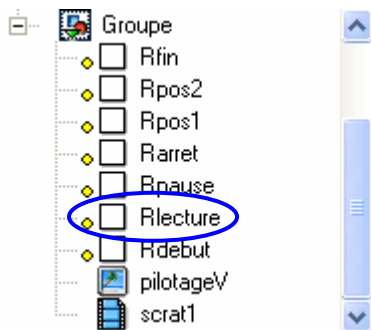 Groupe
Rfin
Rpos2
Rpos1
Rarret
Rpause
Rlecture
Rdebut
pilotageV
scrat1